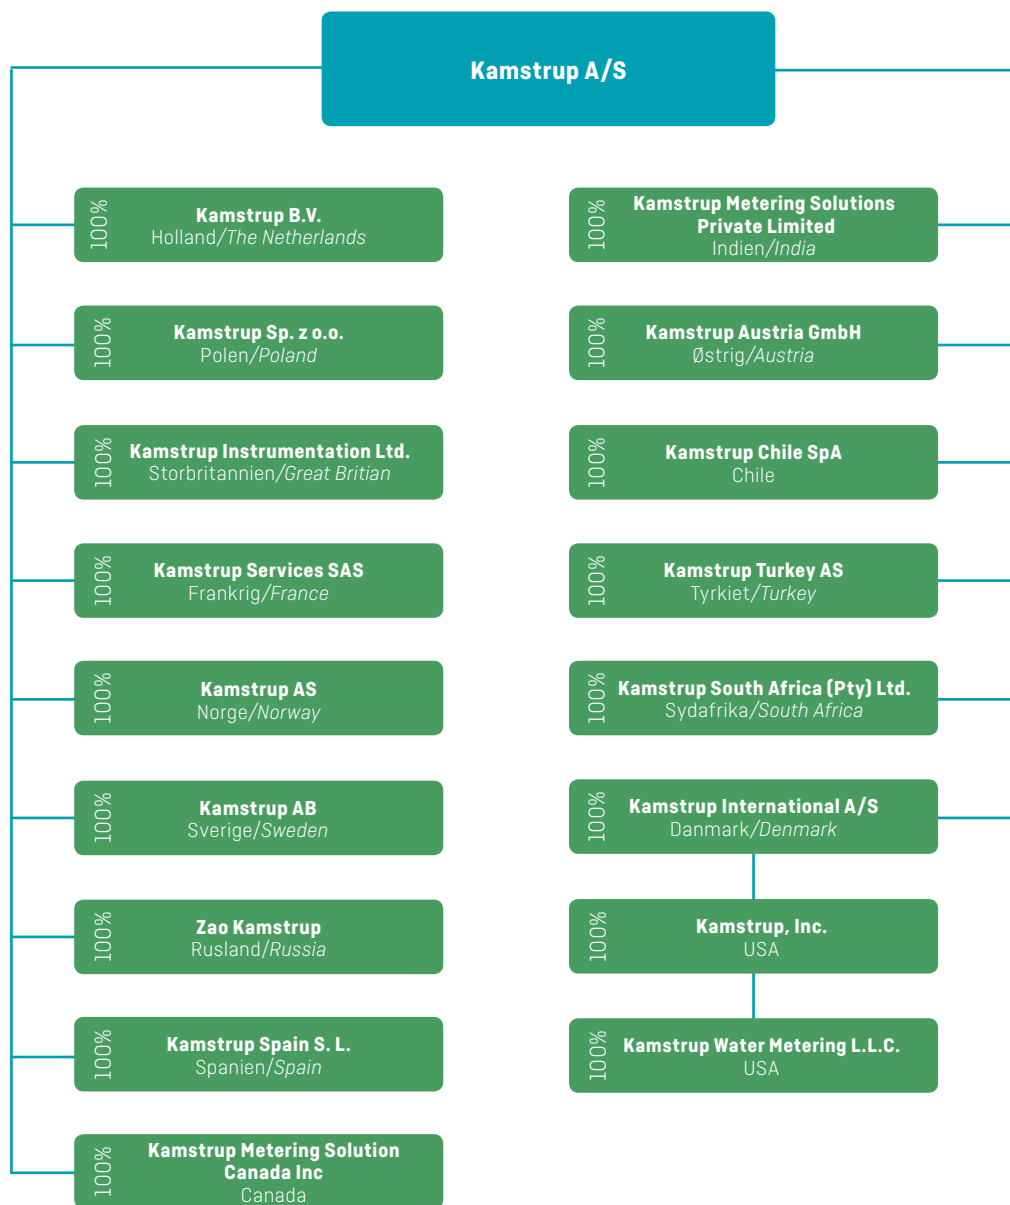 Kamstrup A/S
100%
Kamstrup B.V.
Holland/The Netherlands
100%
Kamstrup Sp. z o.o.
Polen/Poland
100%
Kamstrup Instrumentation Ltd.
Storbritannien/Great Britian
100%
Kamstrup Services SAS
Frankrig/France
100%
Kamstrup AS
Norge/Norway
100%
Kamstrup AB
Sverige/Sweden
100%
Zao Kamstrup
Rusland/Russia
100%
Kamstrup Spain S. L.
Spanien/Spain
100%
Kamstrup Metering Solution
Canada Inc
Canada
100%
Kamstrup Metering Solutions
Private Limited
Indien/India
100%
Kamstrup Austria GmbH
Østrig/Austria
100%
Kamstrup Chile SpA
Chile
100%
Kamstrup Turkey AS
Tyrkiet/Turkey
100%
Kamstrup South Africa (Pty) Ltd.
Sydafrika/South Africa
100%
Kamstrup International A/S
Danmark/Denmark
100%
Kamstrup, Inc.
USA
100%
Kamstrup Water Metering L.L.C.
USA